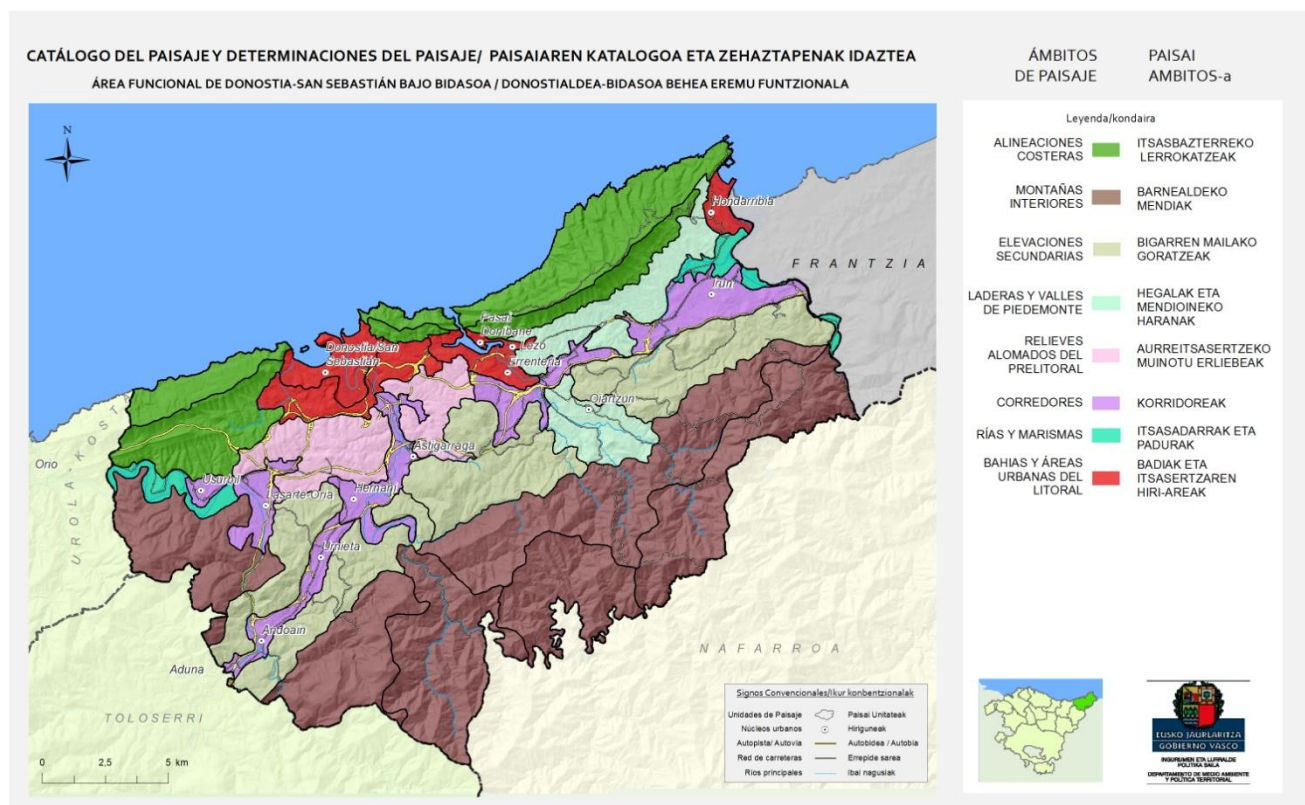 CATÁLOGO DEL PAISAJE Y DETERMINACIONES DEL PAISAJE/ PAISAIAREN KATALOGOA ETA ZEHAZTAPENAK IDAZTEA
ÁREA FUNCIONAL DE DONOSTIA-SAN SEBASTIÁN BAJO BIDASOA / DONOSTIALDEA-BIDASOA BEHEA EREMU FUNTZIONALA
ÁMBITOS
DE PAISAJE
PAISAI
AMBITOS-a
N
Hondarribia
FRANTZIA
Irun
Pasai
Donibane
Lezo
Errenteria
Donostia/San
Sebastián
Oiartzun
Astigarraga
Orio
UROLA-KOST
Usurbil
Lasarte-Oria
Hernani
Urnieta
Andoain
Aduna
NAFARROA
TOLOSERRI
0 2,5 5 km
Signos Convencionales/Ikur konbentzionalak
Unidades de Paisaje Paisai Unitateak
Núcleos urbanos Hiriguneak
Autopista/ Autovía Autobidea / Autobia
Red de carreteras Errepide sarea
Ríos principales Ibai nagusiak
Leyenda/kondaira
ALINEACIONES
COSTERAS
ITSASBAZTERREKO
LERROKATZEAK
MONTAÑAS
INTERIORES
BARNEALDEKO
MENDIAK
ELEVACIONES
SECUNDARIAS
BIGARREN MAILAKO
GORATZEAK
LADERAS Y VALLES
DE PIEDEMONTE
HEGALAK ETA
MENDIOINEKO
HARANAK
RELIEVES
ALOMADOS DEL
PRELITORAL
AURREITSASERTZEKO
MUINOTU ERLIEBEAK
CORREDORES
KORRIDOREAK
RÍAS Y MARISMAS
ITSASADARRAK ETA
PADURAK
BAHIAS Y ÁREAS
URBANAS DEL
LITORAL
BADIAK ETA
ITSASERTZAREN
HIRI-AREAK
EUSKO JAURLARITZA
GOBIERNO VASCO
INGURUMEN ETA LURRALDE
POLITIKA SAILA
DEPARTAMENTO DE MEDIO AMBIENTE
Y POLÍTICA TERRITORIAL